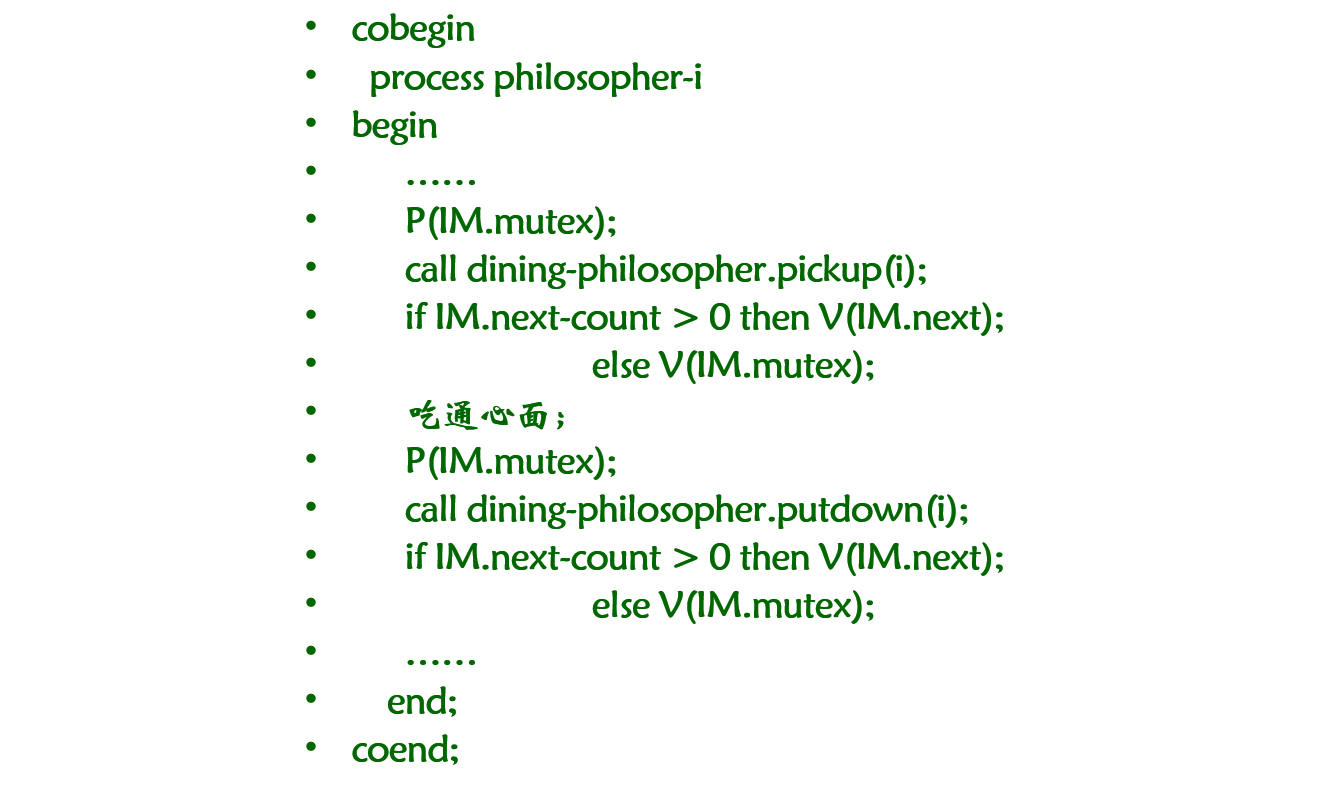 • cobegin
• process philosopher-i
• begin
• ……
• P(IM.mutex);
• call dining-philosopher.pickup(i);
• if IM.next-count > 0 then V(IM.next);
• else V(IM.mutex);
• 吃通心面;
• P(IM.mutex);
• call dining-philosopher.putdown(i);
• if IM.next-count > 0 then V(IM.next);
• else V(IM.mutex);
• ……
• end;
• coend;